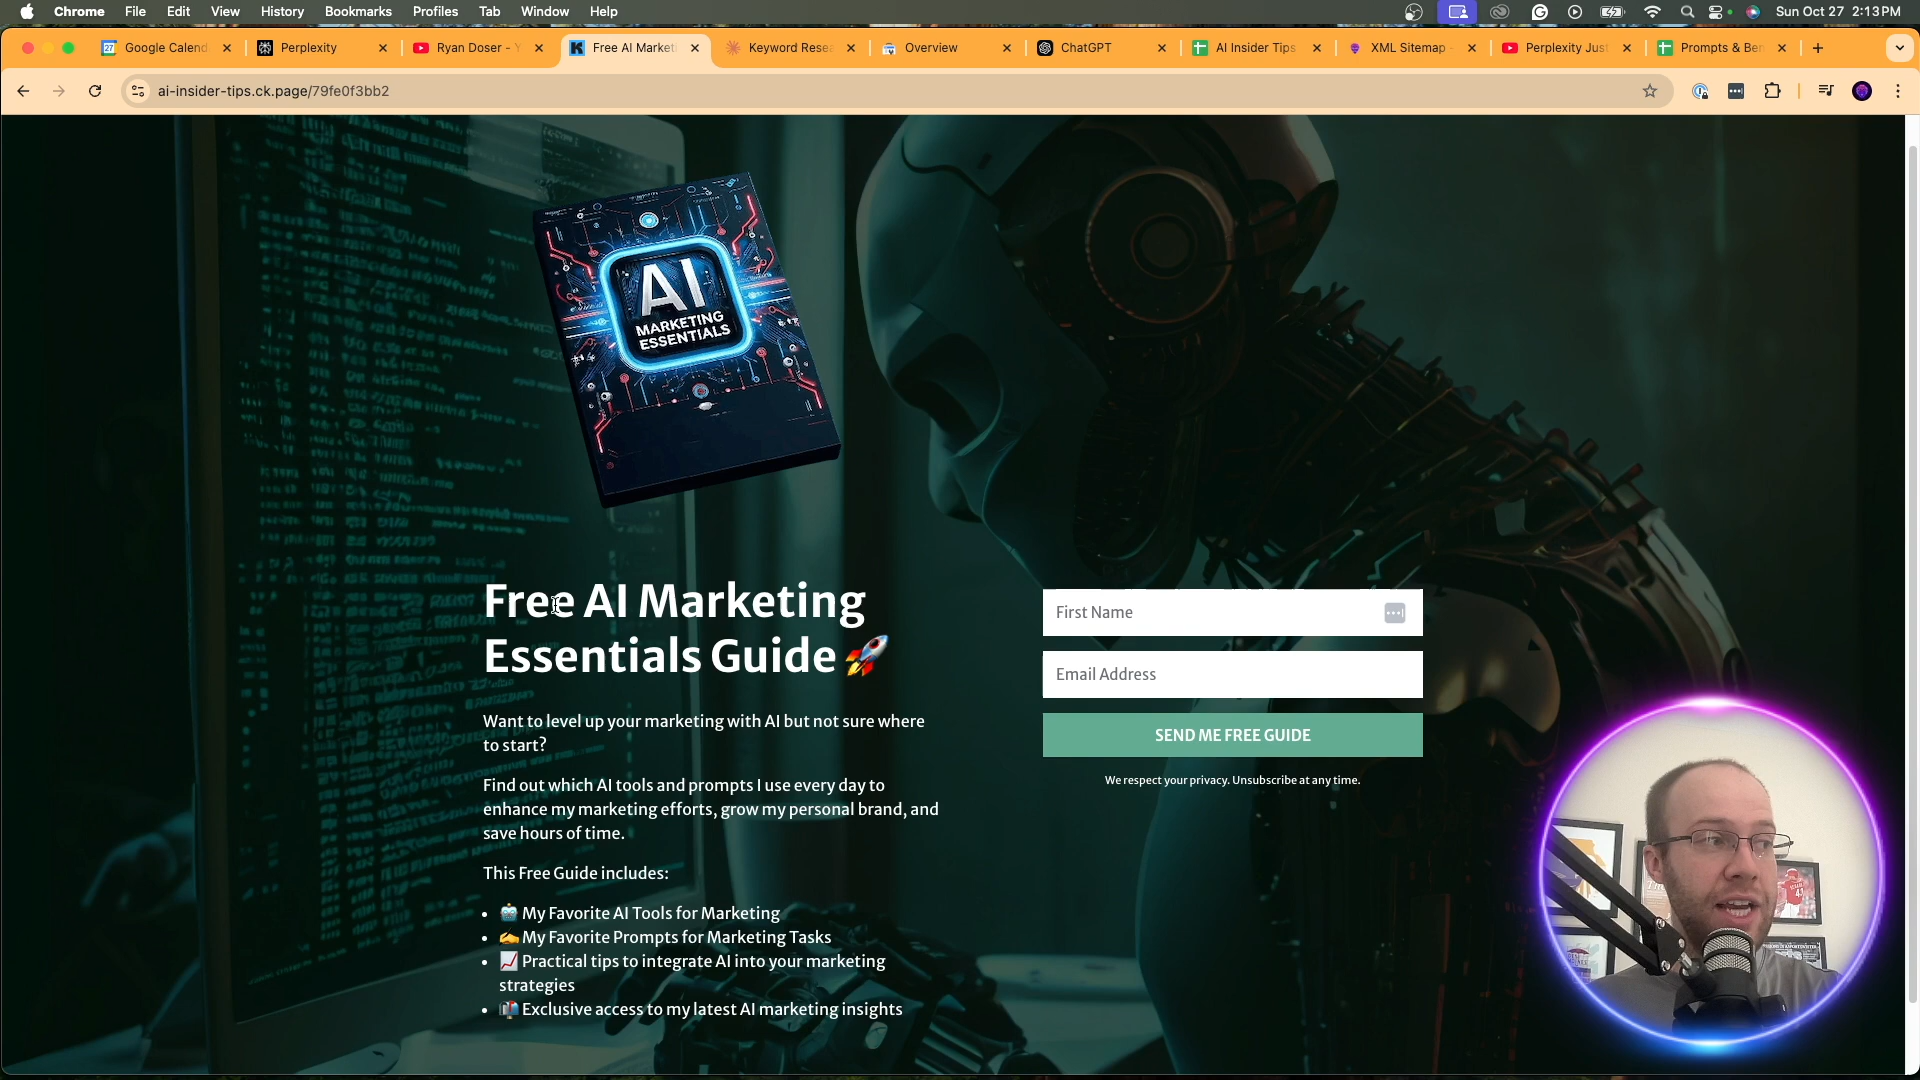 Chrome File Edit View History Bookmarks Profiles Tab Window Help Sun Oct 27 2:13 PM
Google Calend Perplexity Ryan Doser - Y Free AI Market Keyword Resea Overview ChatGPT AI Insider Tips XML Sitemap - Perplexity Just Prompts & Ben
ai-insider-tips.ck.page/79fe0f3bb2
AI
MARKETING
ESSENTIALS
Free AI Marketing
Essentials Guide 🚀
Want to level up your marketing with AI but not sure where
to start?
Find out which AI tools and prompts I use every day to
enhance my marketing efforts, grow my personal brand, and
save hours of time.
This Free Guide includes:
• 🤖 My Favorite AI Tools for Marketing
• ✍️ My Favorite Prompts for Marketing Tasks
• 📈 Practical tips to integrate AI into your marketing
strategies
• 📬 Exclusive access to my latest AI marketing insights
First Name
Email Address
SEND ME FREE GUIDE
We respect your privacy. Unsubscribe at any time.